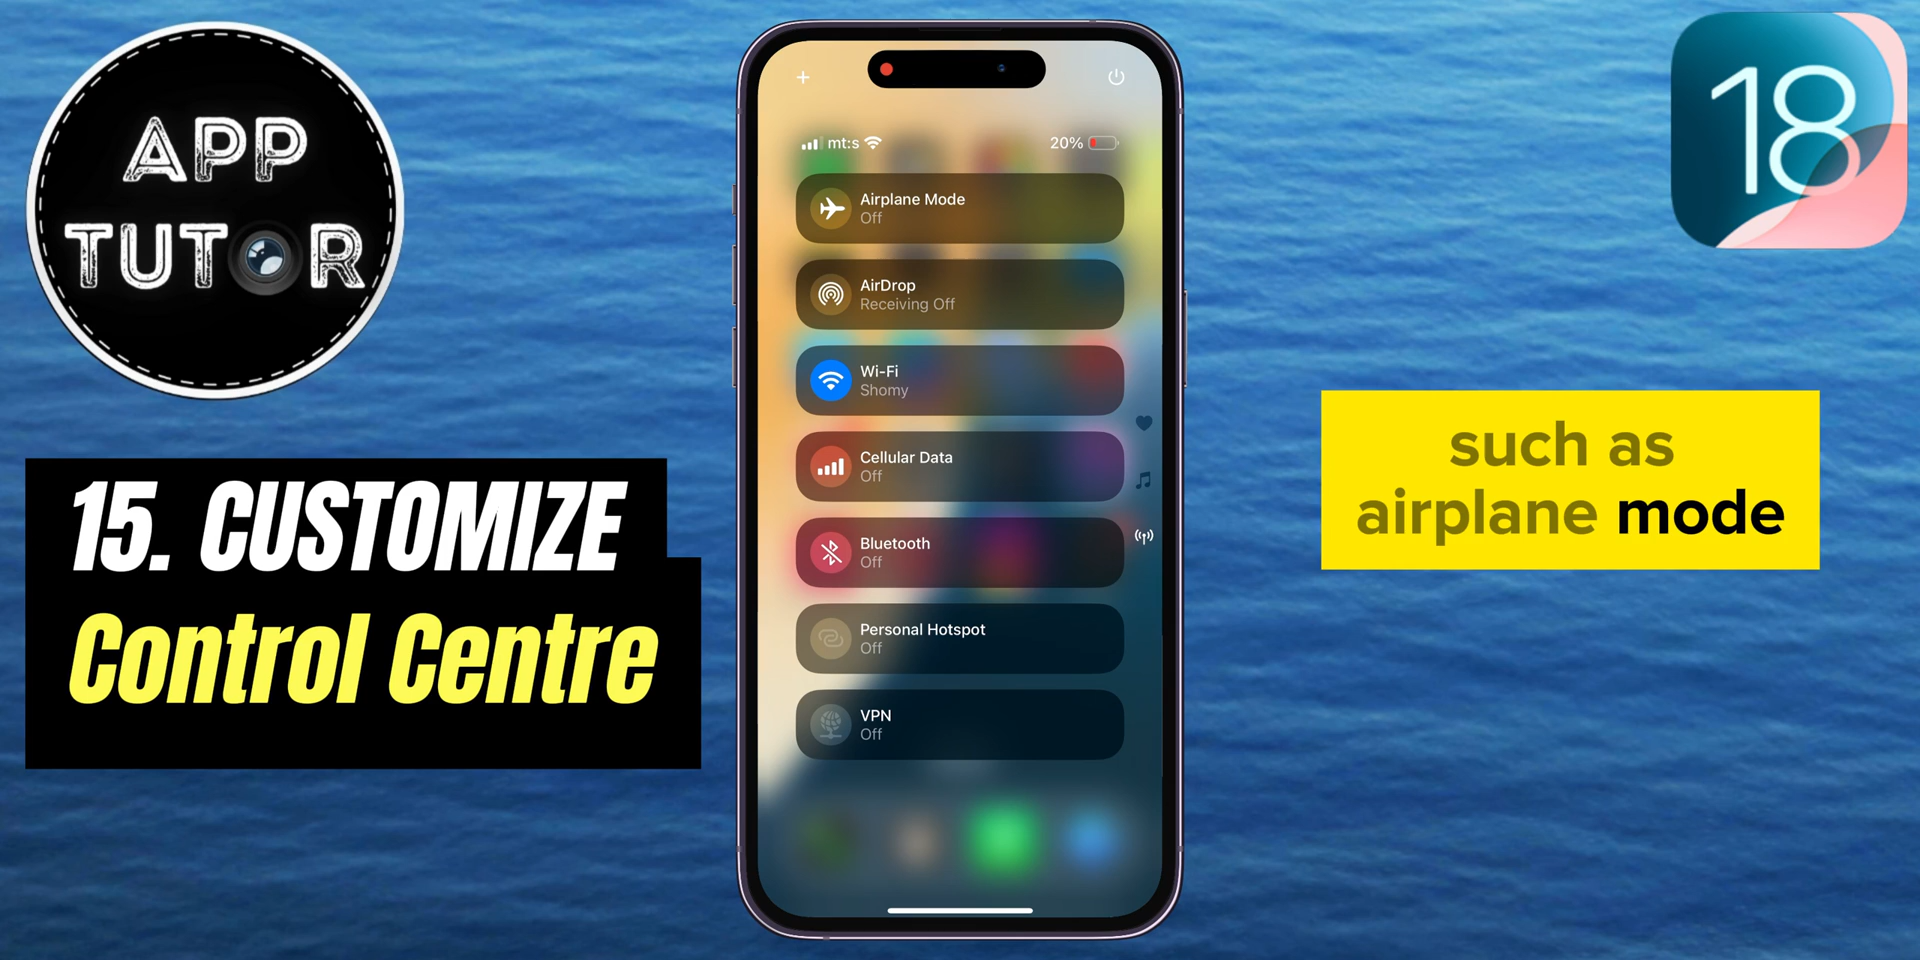 APP
TUTOR
15. CUSTOMIZE
Control Centre
mt:s
20%
Airplane Mode
Off
AirDrop
Receiving Off
Wi-Fi
Shomy
Cellular Data
Off
Bluetooth
Off
Personal Hotspot
Off
VPN
Off
18
such as
airplane mode